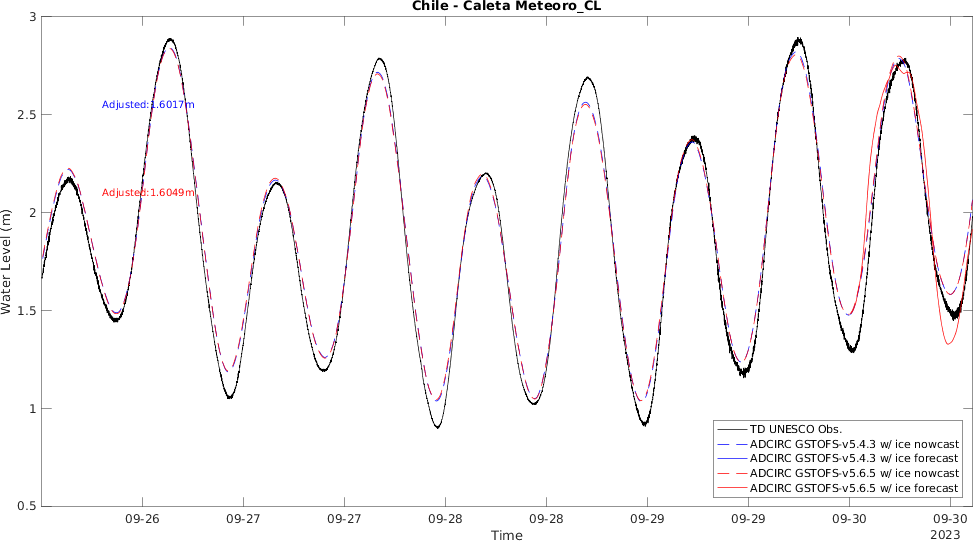 Chile - Caleta Meteoro_CL
3
2.5
2
1.5
1
0.5
Water Level (m)
Adjusted:1.6017m
Adjusted:1.6049m
TD UNESCO Obs.
ADCIRC GSTOFS-v5.4.3 w/ ice nowcast
ADCIRC GSTOFS-v5.4.3 w/ ice forecast
ADCIRC GSTOFS-v5.6.5 w/ ice nowcast
ADCIRC GSTOFS-v5.6.5 w/ ice forecast
09-26 09-27 09-27 09-28 09-28 09-29 09-29 09-30 09-30
2023
Time